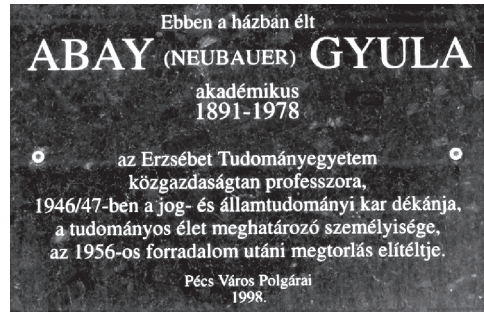 Ebben a házban élt
ABAY (NEUBAUER) GYULA
akadémikus
1891-1978
az Erzsébet Tudományegyetem
közgazdaságtan professzora,
1946/47-ben a jog- és államtudományi kar dékánja,
a tudományos élet meghatározó személyisége,
az 1956-os forradalom utáni megtorlás elítéltje.
Pécs Város Polgárai
1998.